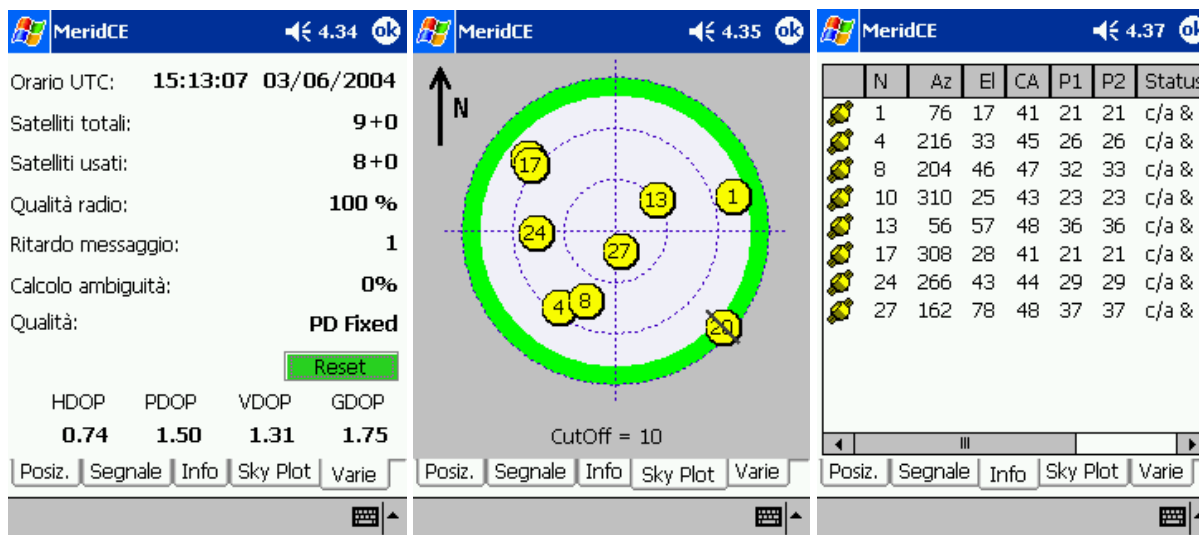 MeridCE 4.34 ok
Orario UTC: 15:13:07 03/06/2004
Satelliti totali: 9+0
Satelliti usati: 8+0
Qualità radio: 100 %
Ritardo messaggio: 1
Calcolo ambiguità: 0%
Qualità: PD Fixed
Reset
HDOP PDOP VDOP GDOP
0.74 1.50 1.31 1.75
Posiz. Segnale Info Sky Plot Varie
MeridCE 4.35 ok
N
17
13
1
24
27
4
8
20
CutOff = 10
Posiz. Segnale Info Sky Plot Varie
MeridCE 4.37 ok
N Az El CA P1 P2 Status
1 76 17 41 21 21 c/a &
4 216 33 45 26 26 c/a &
8 204 46 47 32 33 c/a &
10 310 25 43 23 23 c/a &
13 56 57 48 36 36 c/a &
17 308 28 41 21 21 c/a &
24 266 43 44 29 29 c/a &
27 162 78 48 37 37 c/a &
Posiz. Segnale Info Sky Plot Varie